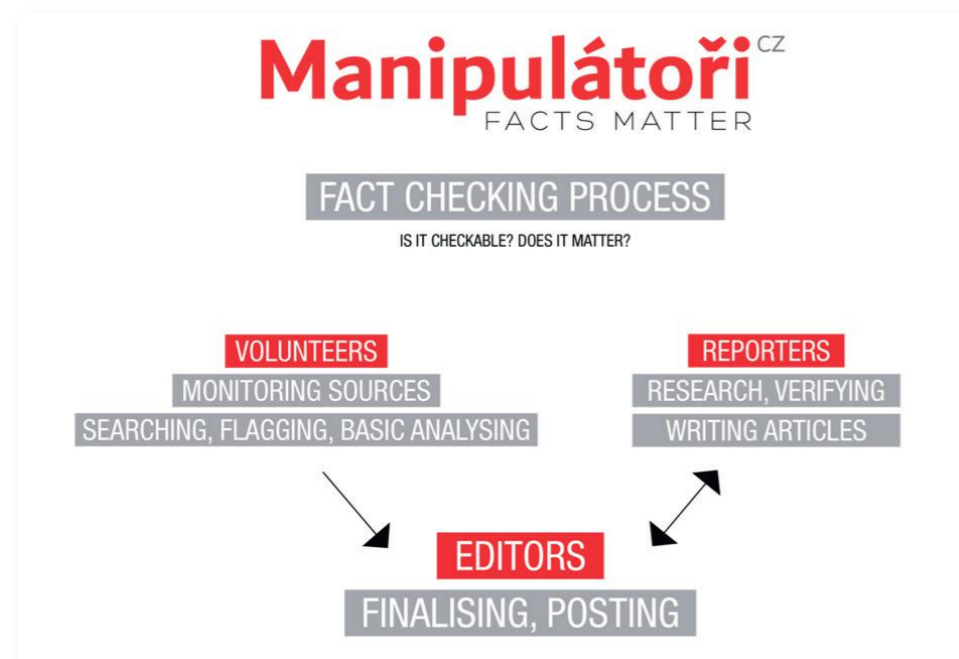 Manipulátoři CZ
FACTS MATTER
FACT CHECKING PROCESS
IS IT CHECKABLE? DOES IT MATTER?
VOLUNTEERS
MONITORING SOURCES
SEARCHING, FLAGGING, BASIC ANALYSING
REPORTERS
RESEARCH, VERIFYING
WRITING ARTICLES
EDITORS
FINALISING, POSTING